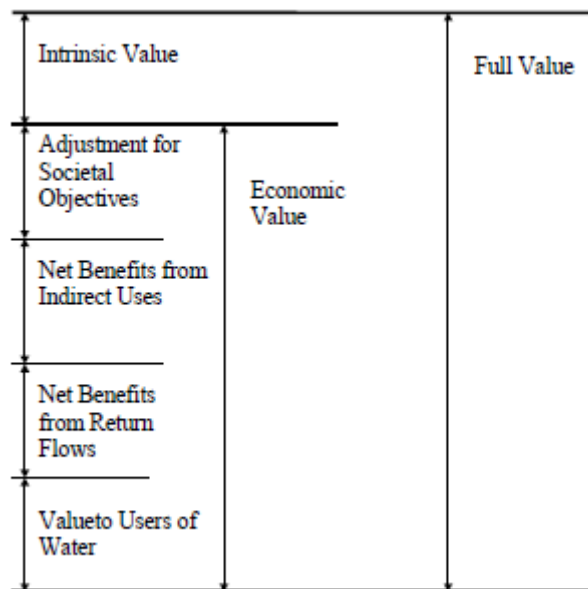 Intrinsic Value
Full Value
Adjustment for
Societal
Objectives
Economic
Value
Net Benefits from
Indirect Uses
Net Benefits
from Return
Flows
Valueto Users of
Water